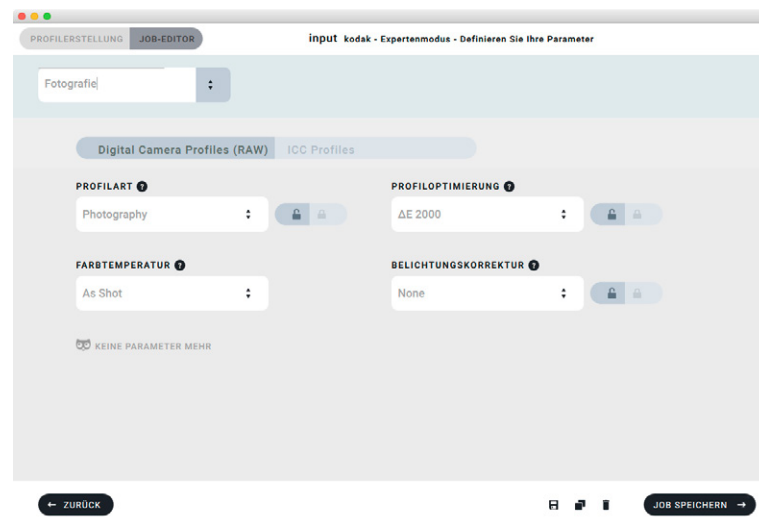 PROFILERSTELLUNG JOB-EDITOR input kodak - Expertenmodus - Definieren Sie Ihre Parameter
Fotografie
Digital Camera Profiles (RAW) ICC Profiles
PROFILART ? PROFILOPTIMIERUNG ?
Photography ΔE 2000
FARBTEMPERATUR ? BELICHTUNGSKORREKTUR ?
As Shot None
KEINE PARAMETER MEHR
← ZURÜCK JOB SPEICHERN →